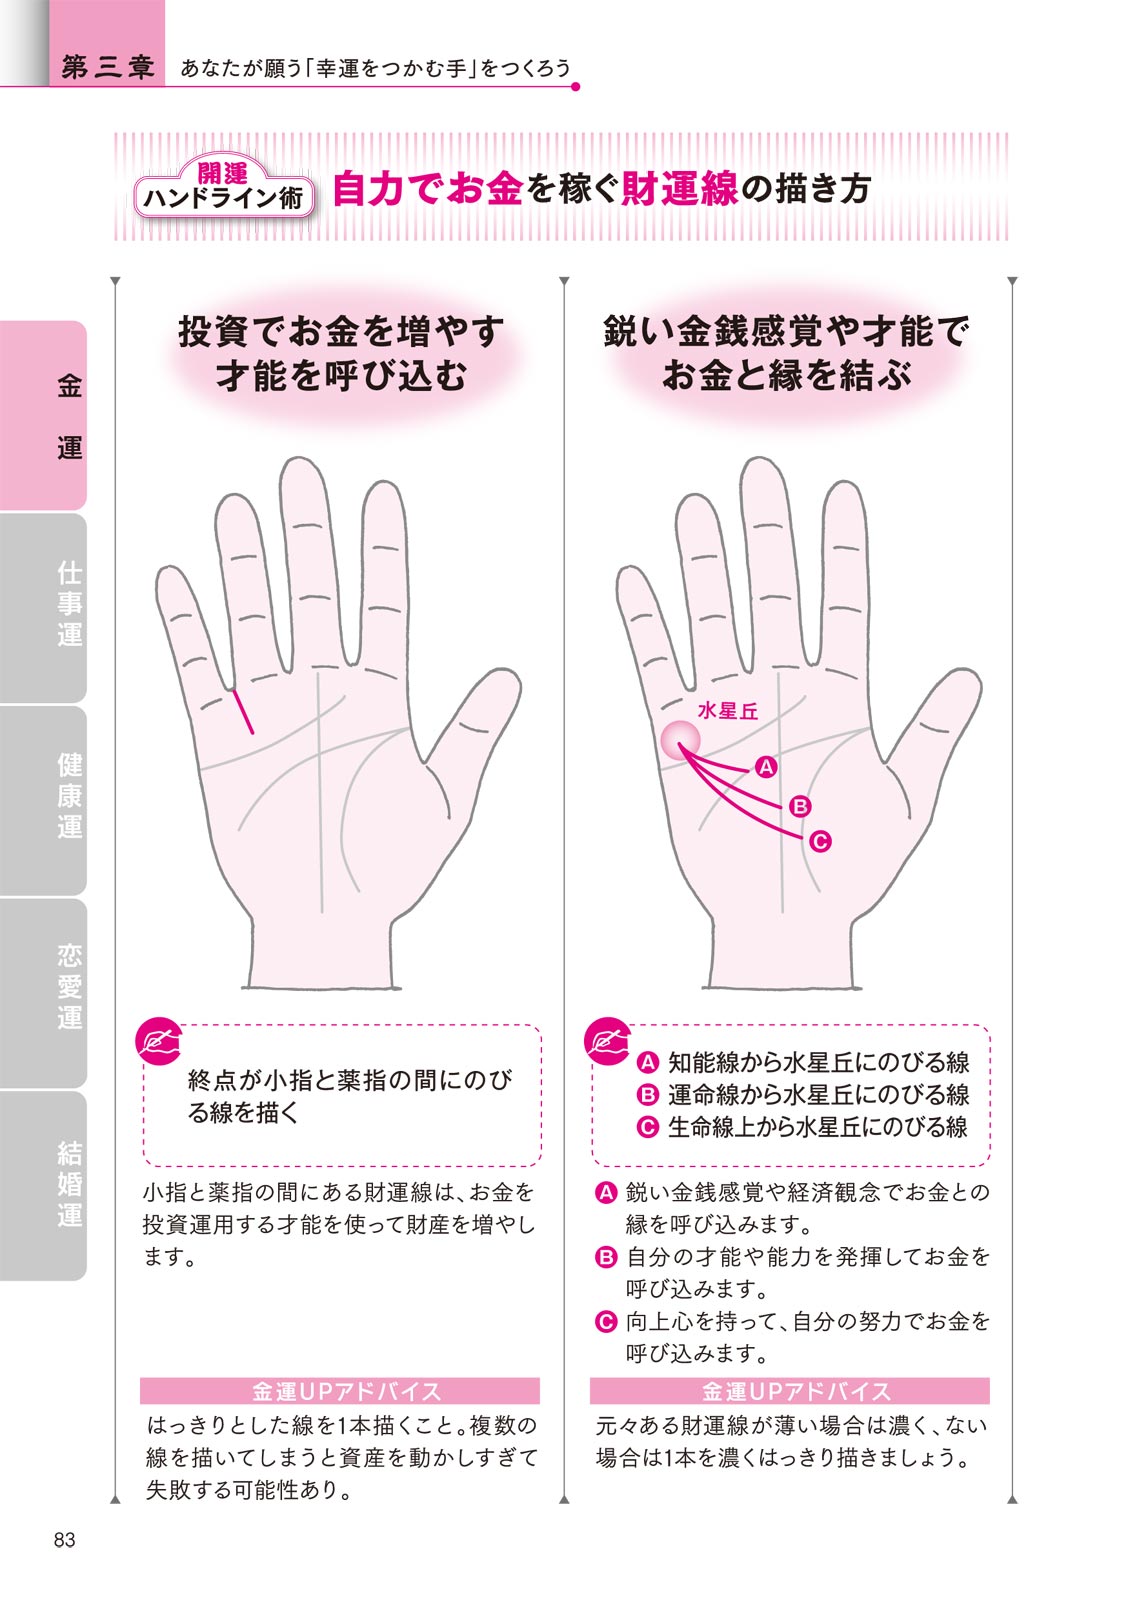 第三章
あなたが願う「幸運をつかむ手」をつくろう
開運
ハンドライン術
自力でお金を稼ぐ財運線の描き方
金運
仕事運
健康運
恋愛運
結婚運
投資でお金を増やす
才能を呼び込む
終点が小指と薬指の間にのび
る線を描く
小指と薬指の間にある財運線は、お金を
投資運用する才能を使って財産を増やし
ます。
金運UPアドバイス
はっきりとした線を1本描くこと。複数の
線を描いてしまうと資産を動かしすぎて
失敗する可能性あり。
鋭い金銭感覚や才能で
お金と縁を結ぶ
水星丘
A
B
C
A 知能線から水星丘にのびる線
B 運命線から水星丘にのびる線
C 生命線上から水星丘にのびる線
A 鋭い金銭感覚や経済観念でお金との
縁を呼び込みます。
B 自分の才能や能力を発揮してお金を
呼び込みます。
C 向上心を持って、自分の努力でお金を
呼び込みます。
金運UPアドバイス
元々ある財運線が薄い場合は濃く、ない
場合は1本を濃くはっきり描きましょう。
83